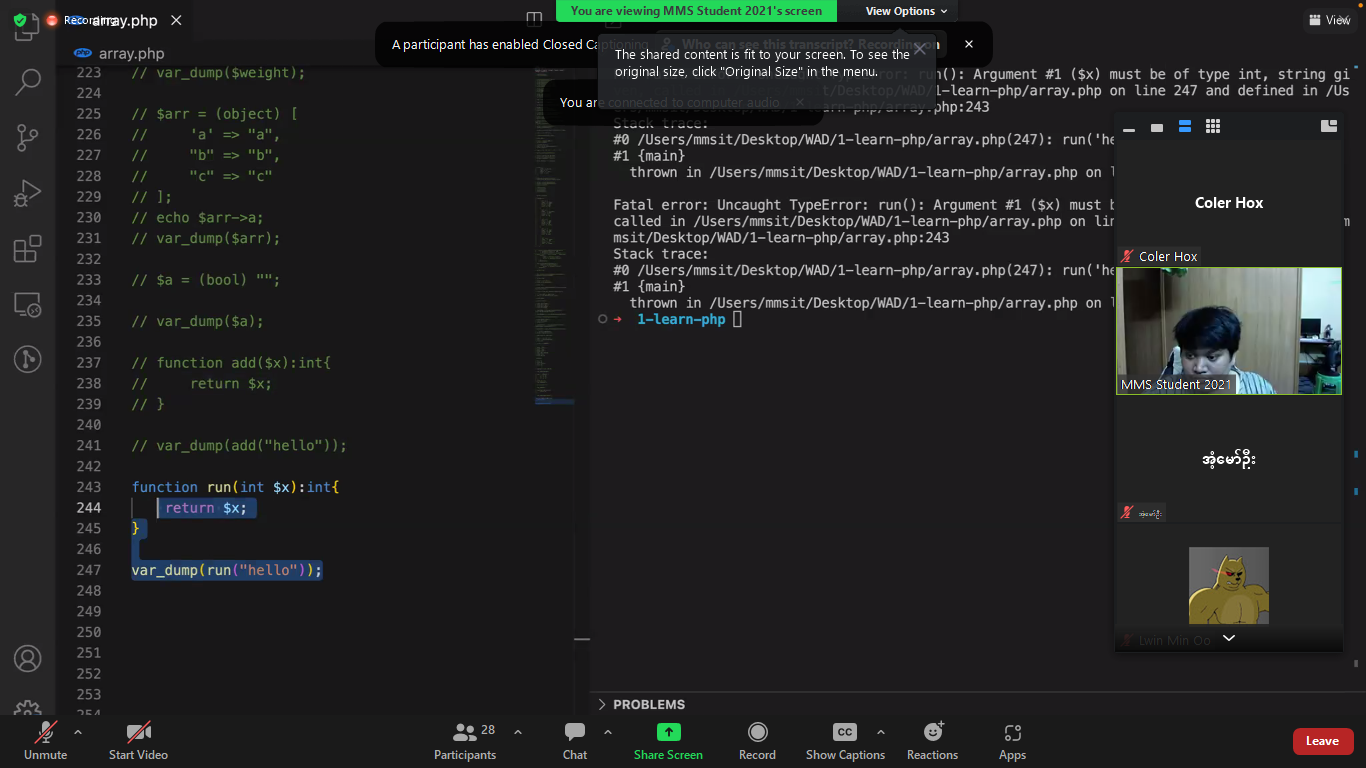 You are viewing MMS Student 2021's screen
View Options
View
Recording
array.php
php array.php
A participant has enabled Closed Captioning
Who can see this transcript? Recording on
The shared content is fit to your screen. To see the
original size, click "Original Size" in the menu.
You are connected to computer audio
223 // var_dump($weight);
224
225 // $arr = (object) [
226 //     'a' => "a",
227 //     "b" => "b",
228 //     "c" => "c"
229 // ];
230 // echo $arr->a;
231 // var_dump($arr);
232
233 // $a = (bool) "";
234
235 // var_dump($a);
236
237 // function add($x):int{
238 //     return $x;
239 // }
240
241 // var_dump(add("hello"));
242
243 function run(int $x):int{
244     return $x;
245 }
246
247 var_dump(run("hello"));
248
249
250
251
252
253
254
run(): Argument #1 ($x) must be of type int, string gi
/Desktop/WAD/1-learn-php/array.php on line 247 and defined in /Us
/array.php:243
Stack trace:
#0 /Users/mmsit/Desktop/WAD/1-learn-php/array.php(247): run('he
#1 {main}
  thrown in /Users/mmsit/Desktop/WAD/1-learn-php/array.php on l
Fatal error: Uncaught TypeError: run(): Argument #1 ($x) must b
called in /Users/mmsit/Desktop/WAD/1-learn-php/array.php on lin
msit/Desktop/WAD/1-learn-php/array.php:243
Stack trace:
#0 /Users/mmsit/Desktop/WAD/1-learn-php/array.php(247): run('he
#1 {main}
  thrown in /Users/mmsit/Desktop/WAD/1-learn-php/array.php on l
1-learn-php
PROBLEMS
Coler Hox
Coler Hox
MMS Student 2021
အံ့မော်ဦး
အံ့မော်ဦး
Lwin Min Oo
Unmute
Start Video
Participants
28
Chat
Share Screen
Record
CC
Show Captions
Reactions
Apps
Leave